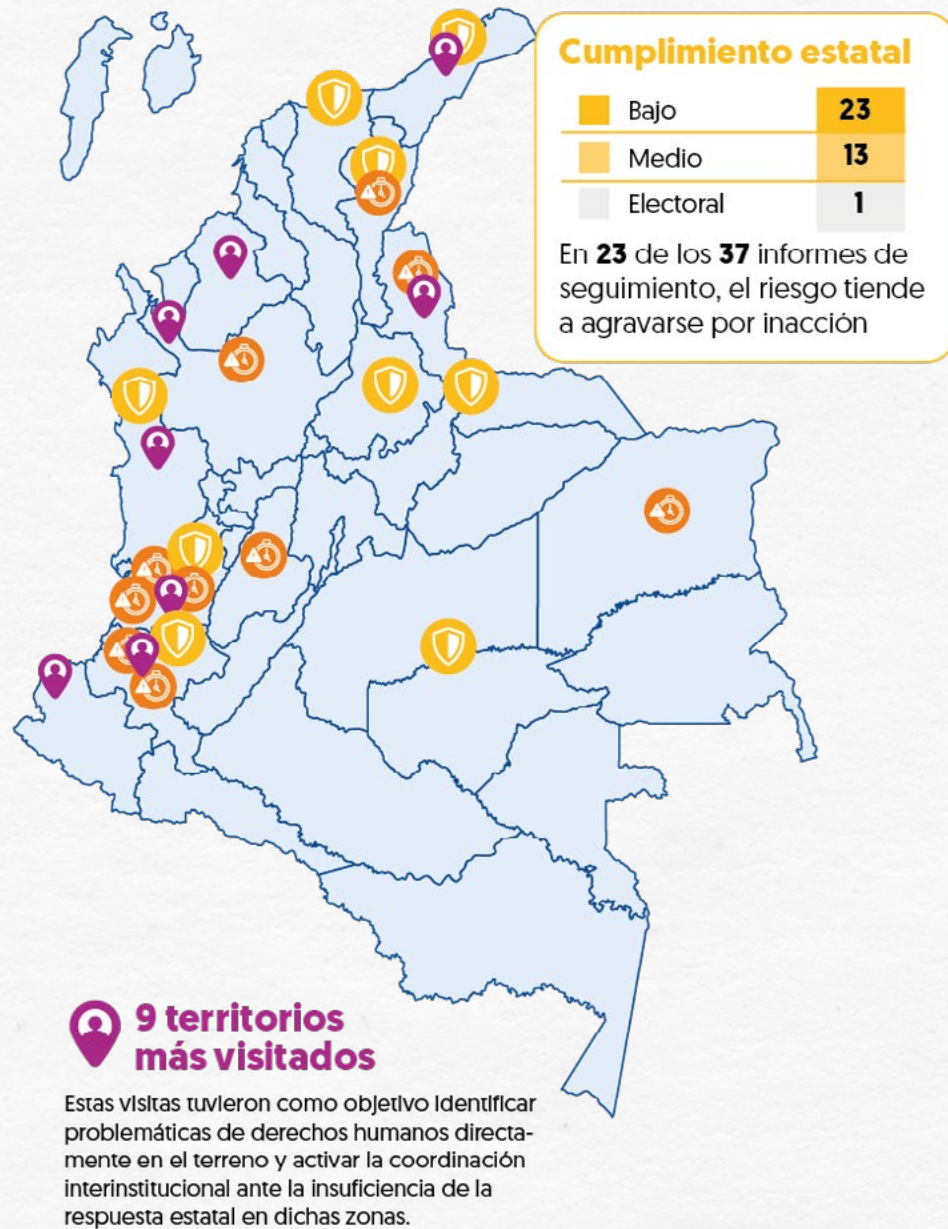 Cumplimiento estatal
Bajo 23
Medio 13
Electoral 1
En 23 de los 37 informes de
seguimiento, el riesgo tiende
a agravarse por inacción
9 territorios
más visitados
Estas visitas tuvieron como objetivo identificar
problemáticas de derechos humanos directa-
mente en el terreno y activar la coordinación
interinstitucional ante la insuficiencia de la
respuesta estatal en dichas zonas.